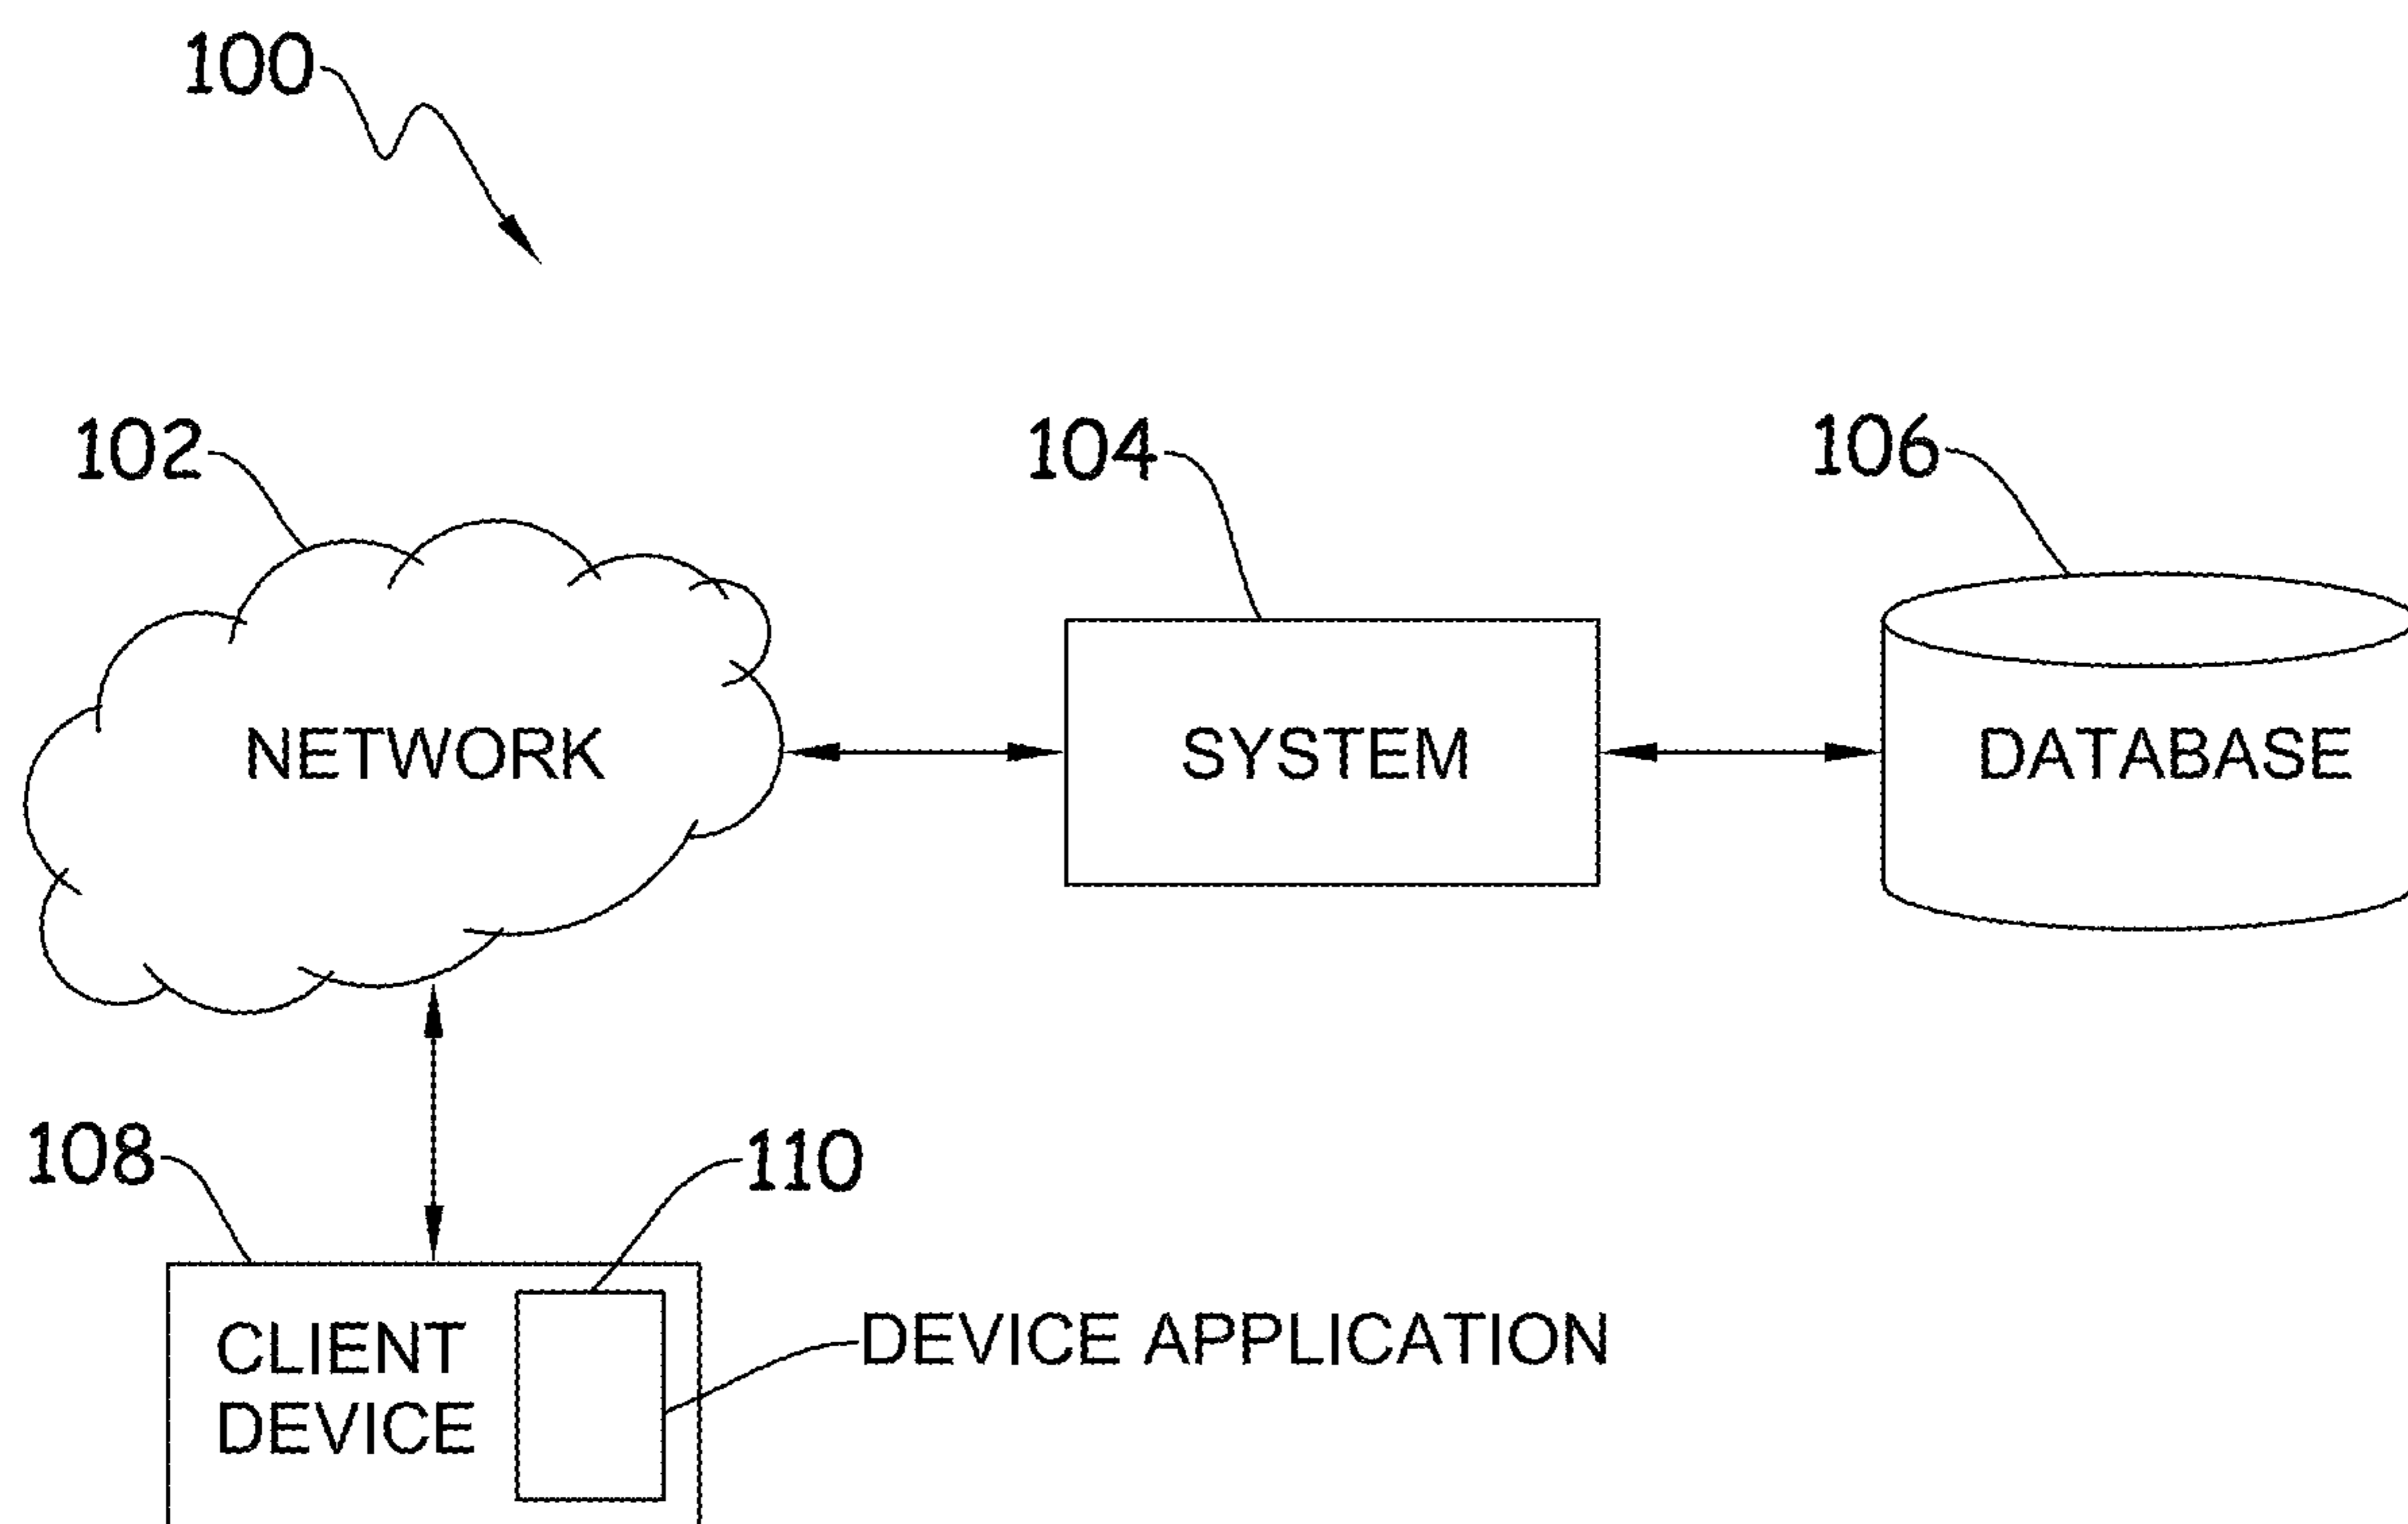 100
102
104
106
NETWORK
SYSTEM
DATABASE
108
110
CLIENT
DEVICE
DEVICE APPLICATION